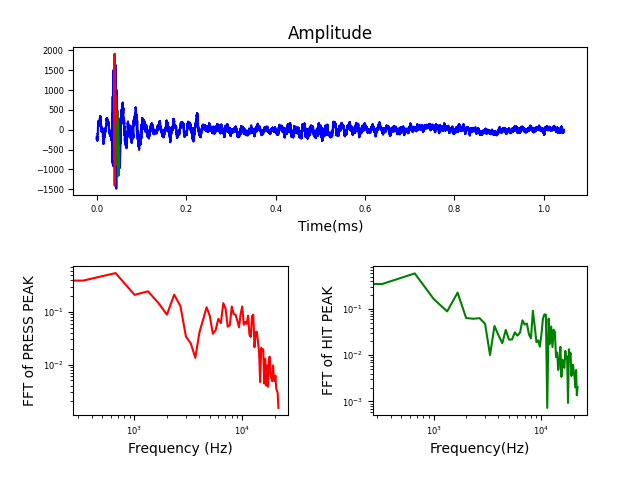 Amplitude
2000
1500
1000
500
0
−500
−1000
−1500
0.0 0.2 0.4 0.6 0.8 1.0
Time(ms)
FFT of PRESS PEAK
10⁻¹
10⁻²
10³ 10⁴
Frequency (Hz)
FFT of HIT PEAK
10⁻¹
10⁻²
10⁻³
10³ 10⁴
Frequency(Hz)